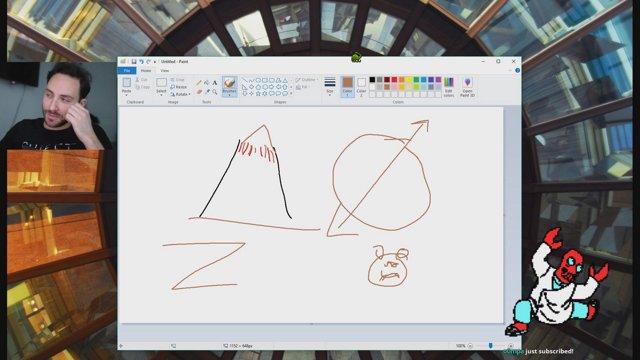 Untitled - Paint
File Home View
Paste Cut Copy
Select Crop Resize Rotate
Brushes
Outline Fill
Size
Color 1 Color 2
Edit colors
Open Paint 3D
Clipboard Image Tools Shapes Colors
Z
1152 × 648px
100%
just subscribed!